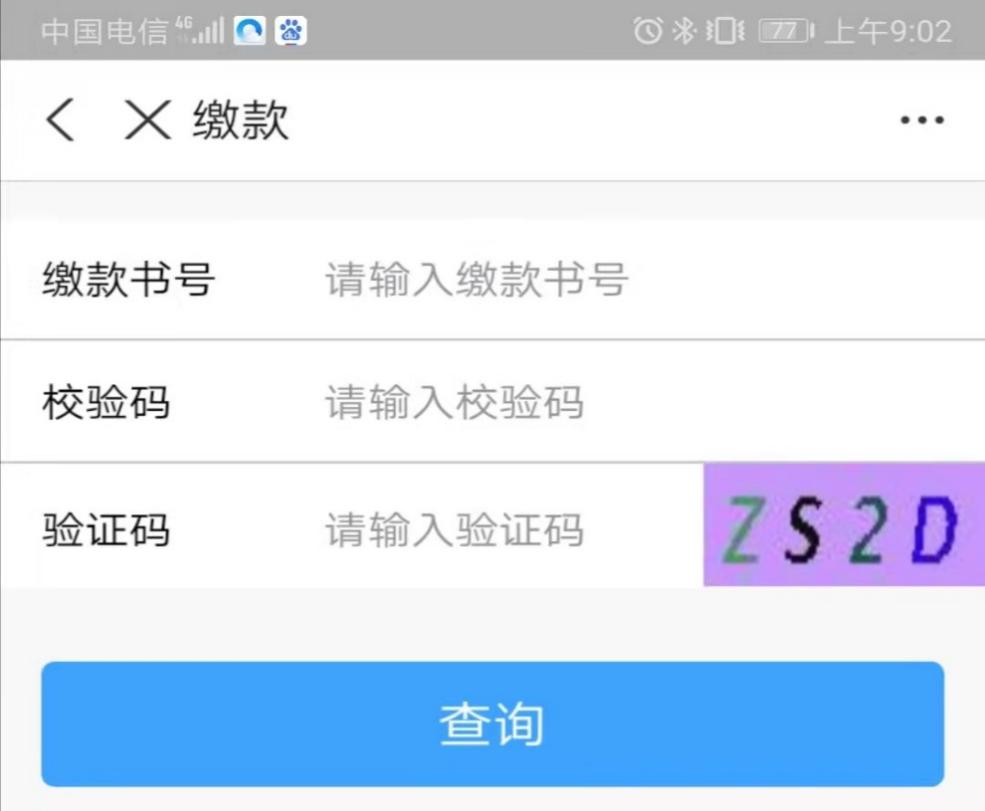 中国电信 4G 77 上午9:02
缴款
缴款书号 请输入缴款书号
校验码 请输入校验码
验证码 请输入验证码 ZS2D
查询